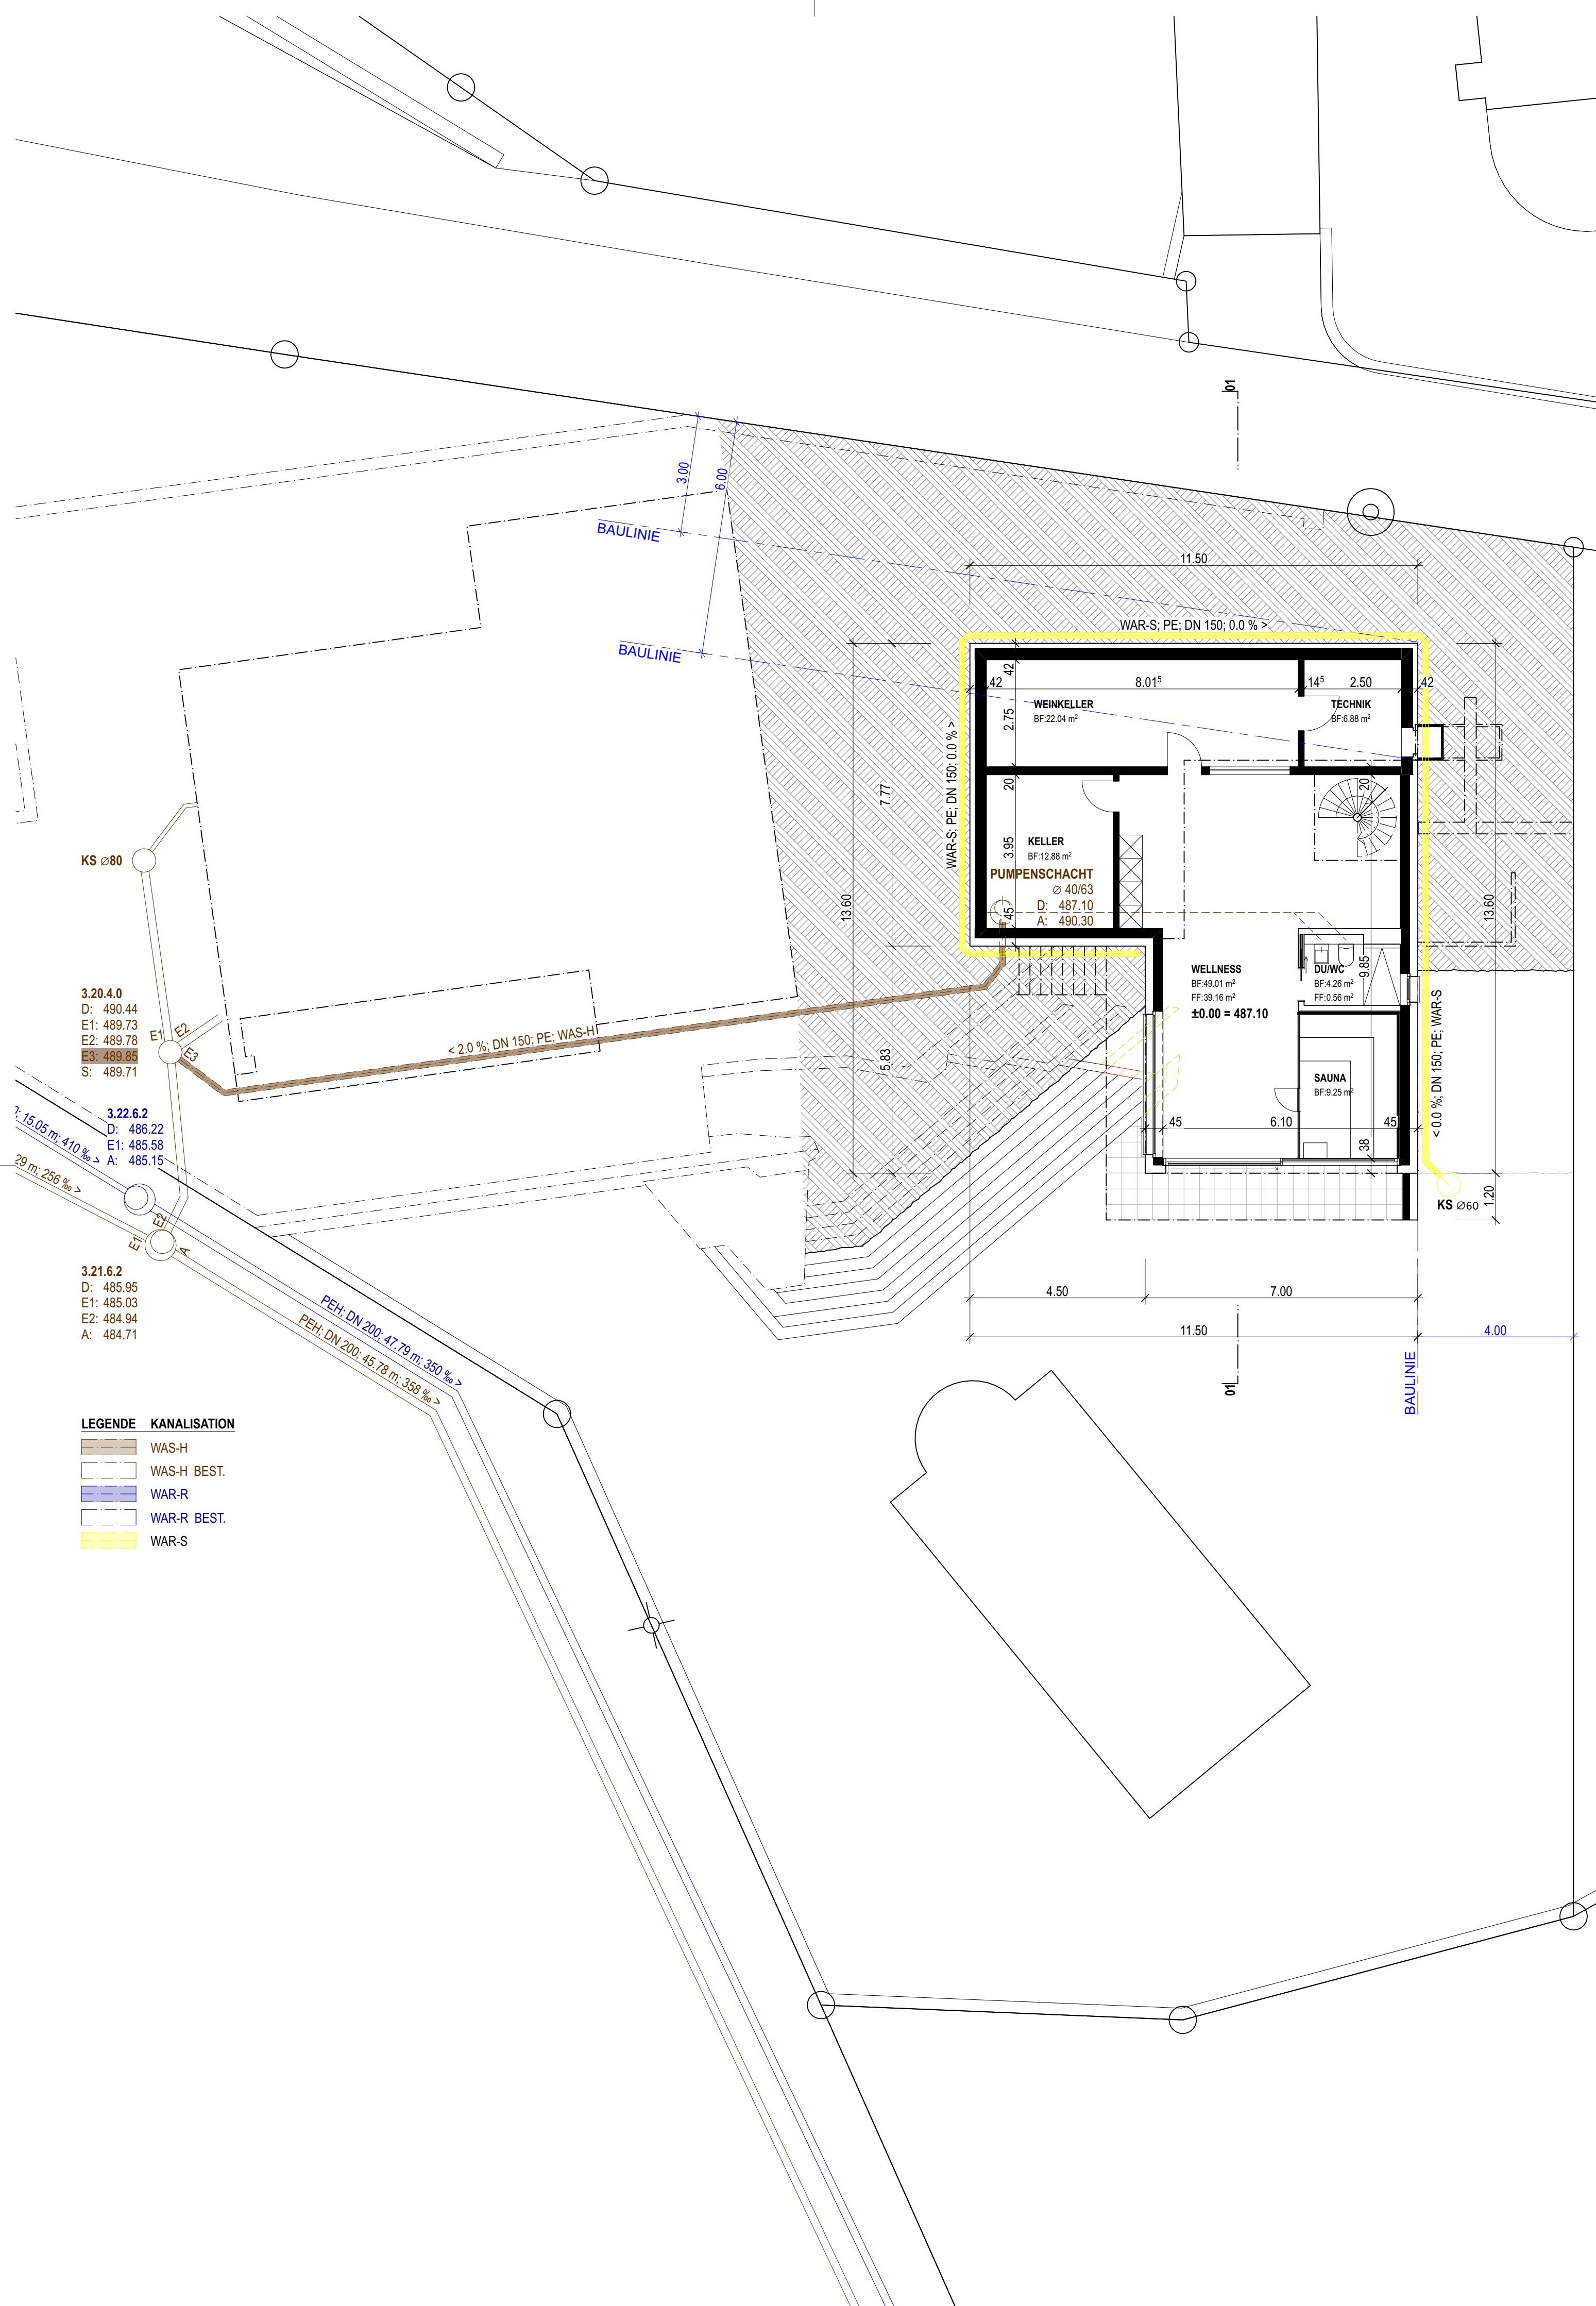 01
3.00
6.00
BAULINIE
BAULINIE
11.50
WAR-S; PE; DN 150; 0.0 % >
42
42
8.01⁵
14⁵
2.50
42
WEINKELLER
BF:22.04 m²
TECHNIK
BF:6.88 m²
2.75
WAR-S; PE; DN 150; 0.0 % >
7.77
20
20
3.95
KELLER
BF:12.88 m²
PUMPENSCHACHT
∅ 40/63
D: 487.10
A: 490.30
45
13.60
13.60
KS ∅80
WELLNESS
BF:49.01 m²
FF:39.16 m²
±0.00 = 487.10
DU/WC
BF:4.26 m²
FF:0.56 m²
9.85
3.20.4.0
D: 490.44
E1: 489.73
E2: 489.78
E3: 489.85
S: 489.71
E1
E2
E3
< 2.0 %; DN 150; PE; WAS-H
5.83
SAUNA
BF:9.25 m²
< 0.0 %; DN 150; PE; WAR-S
45
6.10
45
38
3.22.6.2
D: 486.22
E1: 485.58
A: 485.15
15.05 m; 410 ‰ >
29 m; 256 ‰ >
KS ∅60
1.20
E2
E1
A
3.21.6.2
D: 485.95
E1: 485.03
E2: 484.94
A: 484.71
PEH; DN 200; 47.79 m; 350 ‰ >
PEH; DN 200; 45.78 m; 358 ‰ >
4.50
7.00
11.50
4.00
01
BAULINIE
LEGENDE KANALISATION
WAS-H
WAS-H BEST.
WAR-R
WAR-R BEST.
WAR-S